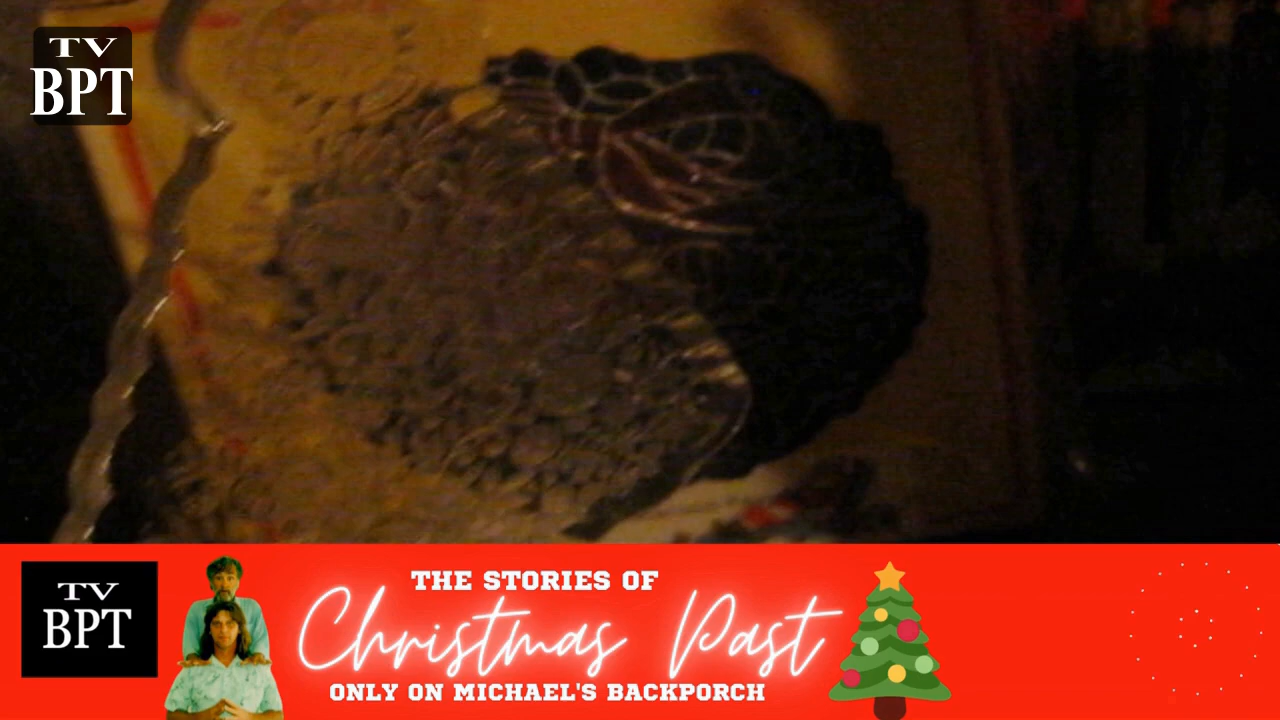 TV
BPT
TV
BPT
THE STORIES OF
Christmas Past
ONLY ON MICHAEL'S BACKPORCH